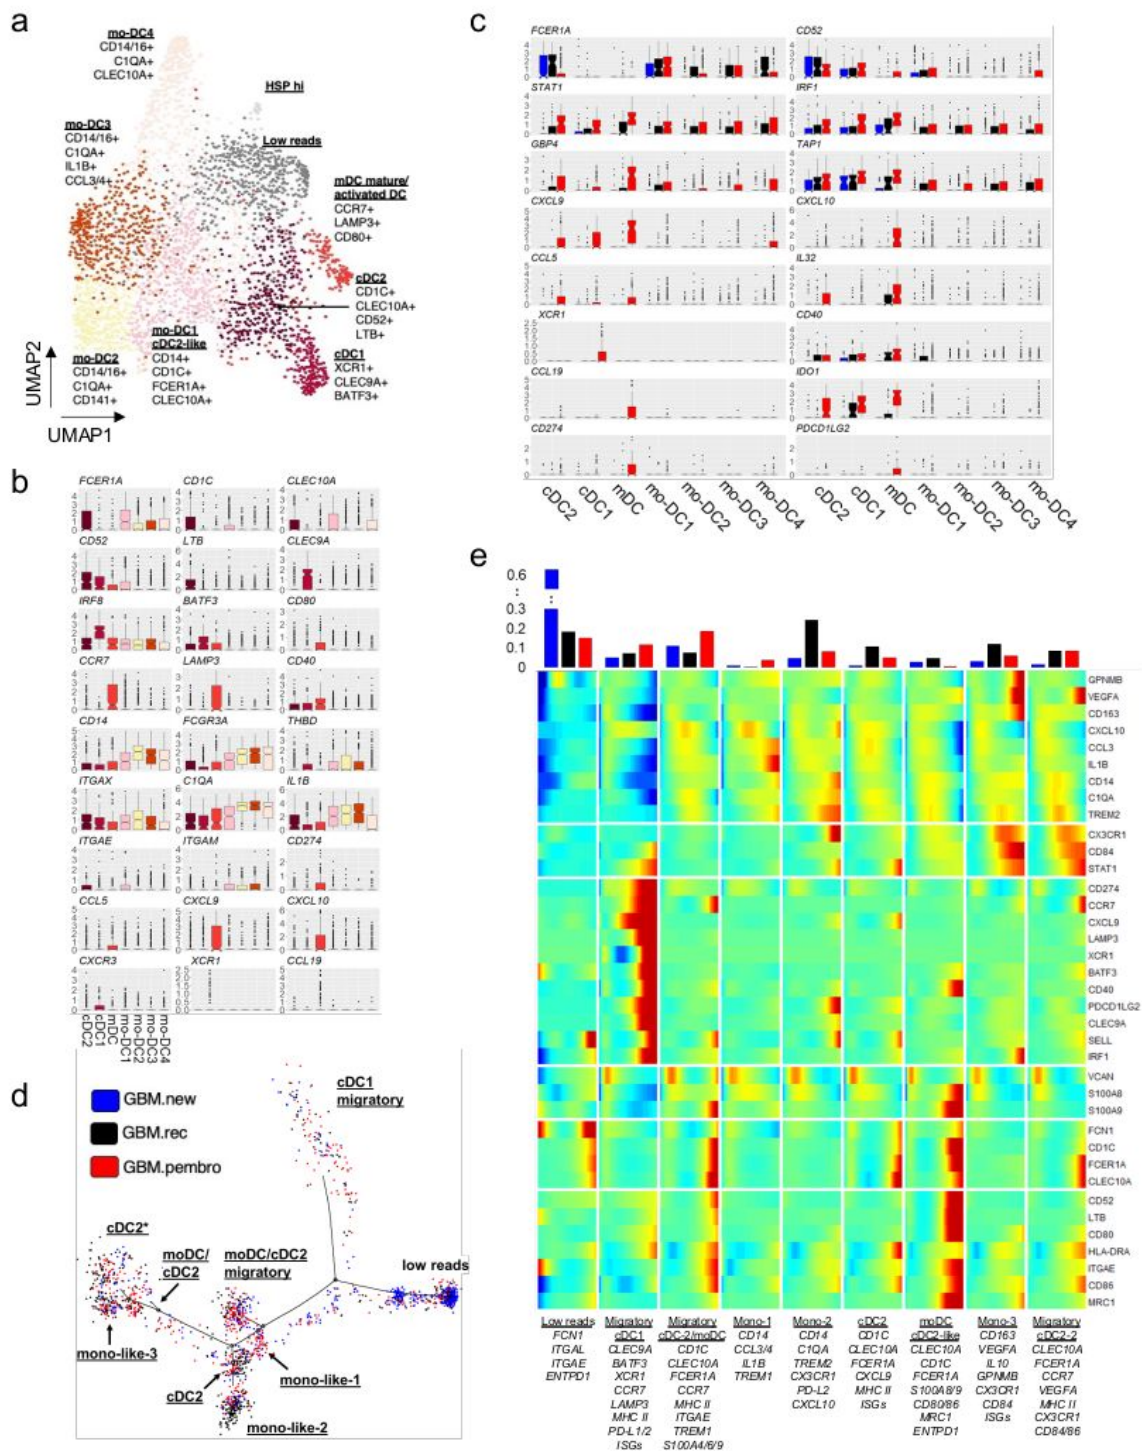 a
mo-DC4
CD14/16+
C1QA+
CLEC10A+
HSP hi
mo-DC3
CD14/16+
C1QA+
IL1B+
CCL3/4+
Low reads
mDC mature/
activated DC
CCR7+
LAMP3+
CD80+
cDC2
CD1C+
CLEC10A+
CD52+
LTB+
cDC1
XCR1+
CLEC9A+
BATF3+
mo-DC1
cDC2-like
CD14+
CD1C+
FCER1A+
CLEC10A+
mo-DC2
CD14/16+
C1QA+
CD141+
UMAP2
UMAP1
b
FCER1A CD1C CLEC10A
CD52 LTB CLEC9A
IRF8 BATF3 CD80
CCR7 LAMP3 CD40
CD14 FCGR3A THBD
ITGAX C1QA IL1B
ITGAE ITGAM CD274
CCL5 CXCL9 CXCL10
CXCR3 XCR1 CCL19
cDC2
cDC1
mDC
mo-DC1
mo-DC2
mo-DC3
mo-DC4
c
FCER1A CD52
STAT1 IRF1
GBP4 TAP1
CXCL9 CXCL10
CCL5 IL32
XCR1 CD40
CCL19 IDO1
CD274 PDCD1LG2
cDC2 cDC1 mDC mo-DC1 mo-DC2 mo-DC3 mo-DC4 cDC2 cDC1 mDC mo-DC1 mo-DC2 mo-DC3 mo-DC4
d
GBM.new
GBM.rec
GBM.pembro
cDC1
migratory
cDC2*
moDC/
cDC2
moDC/cDC2
migratory
low reads
mono-like-3
cDC2
mono-like-1
mono-like-2
e
0.6
0.3
0.2
0.1
0
GPNMB
VEGFA
CD163
CXCL10
CCL3
IL1B
CD14
C1QA
TREM2
CX3CR1
CD84
STAT1
CD274
CCR7
CXCL9
LAMP3
XCR1
BATF3
CD40
PDCD1LG2
CLEC9A
SELL
IRF1
VCAN
S100A8
S100A9
FCN1
CD1C
FCER1A
CLEC10A
CD52
LTB
CD80
HLA-DRA
ITGAE
CD86
MRC1
Low reads
FCN1
ITGAL
ITGAE
ENTPD1
Migratory
cDC1
CLEC9A
BATF3
XCR1
CCR7
LAMP3
MHC II
PD-L1/2
ISGs
Migratory
cDC-2/moDC
CD1C
CLEC10A
FCER1A
CCR7
MHC II
ITGAE
TREM1
S100A4/6/9
Mono-1
CD14
CCL3/4
IL1B
TREM1
Mono-2
CD14
C1QA
TREM2
CX3CR1
PD-L2
CXCL10
cDC2
CD1C
CLEC10A
FCER1A
CXCL9
MHC II
ISGs
moDC
cDC2-like
CLEC10A
CD1C
FCER1A
S100A8/9
CD80/86
MRC1
ENTPD1
Mono-3
CD163
VEGFA
IL10
GPNMB
CX3CR1
CD84
ISGs
Migratory
cDC2-2
CLEC10A
FCER1A
CCR7
VEGFA
MHC II
CX3CR1
CD84/86